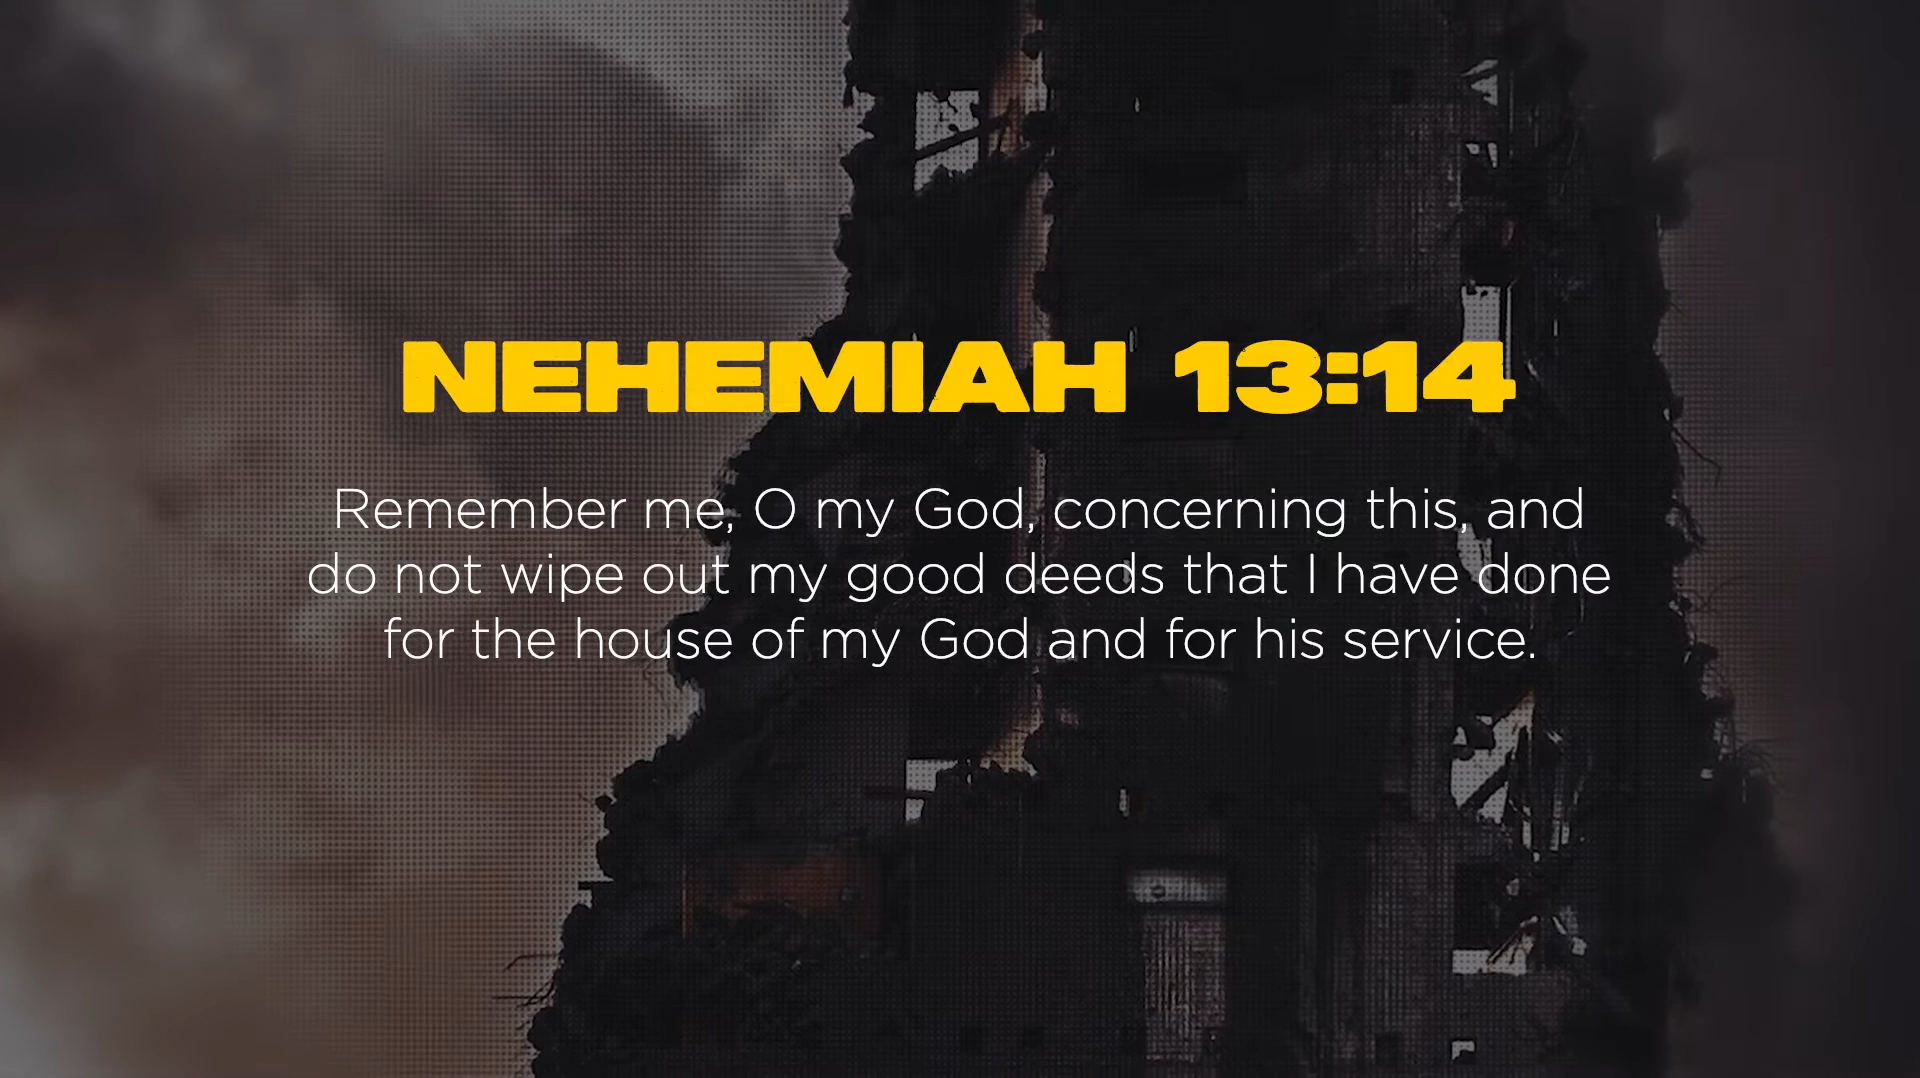 NEHEMIAH 13:14
Remember me, O my God, concerning this, and
do not wipe out my good deeds that I have done
for the house of my God and for his service.